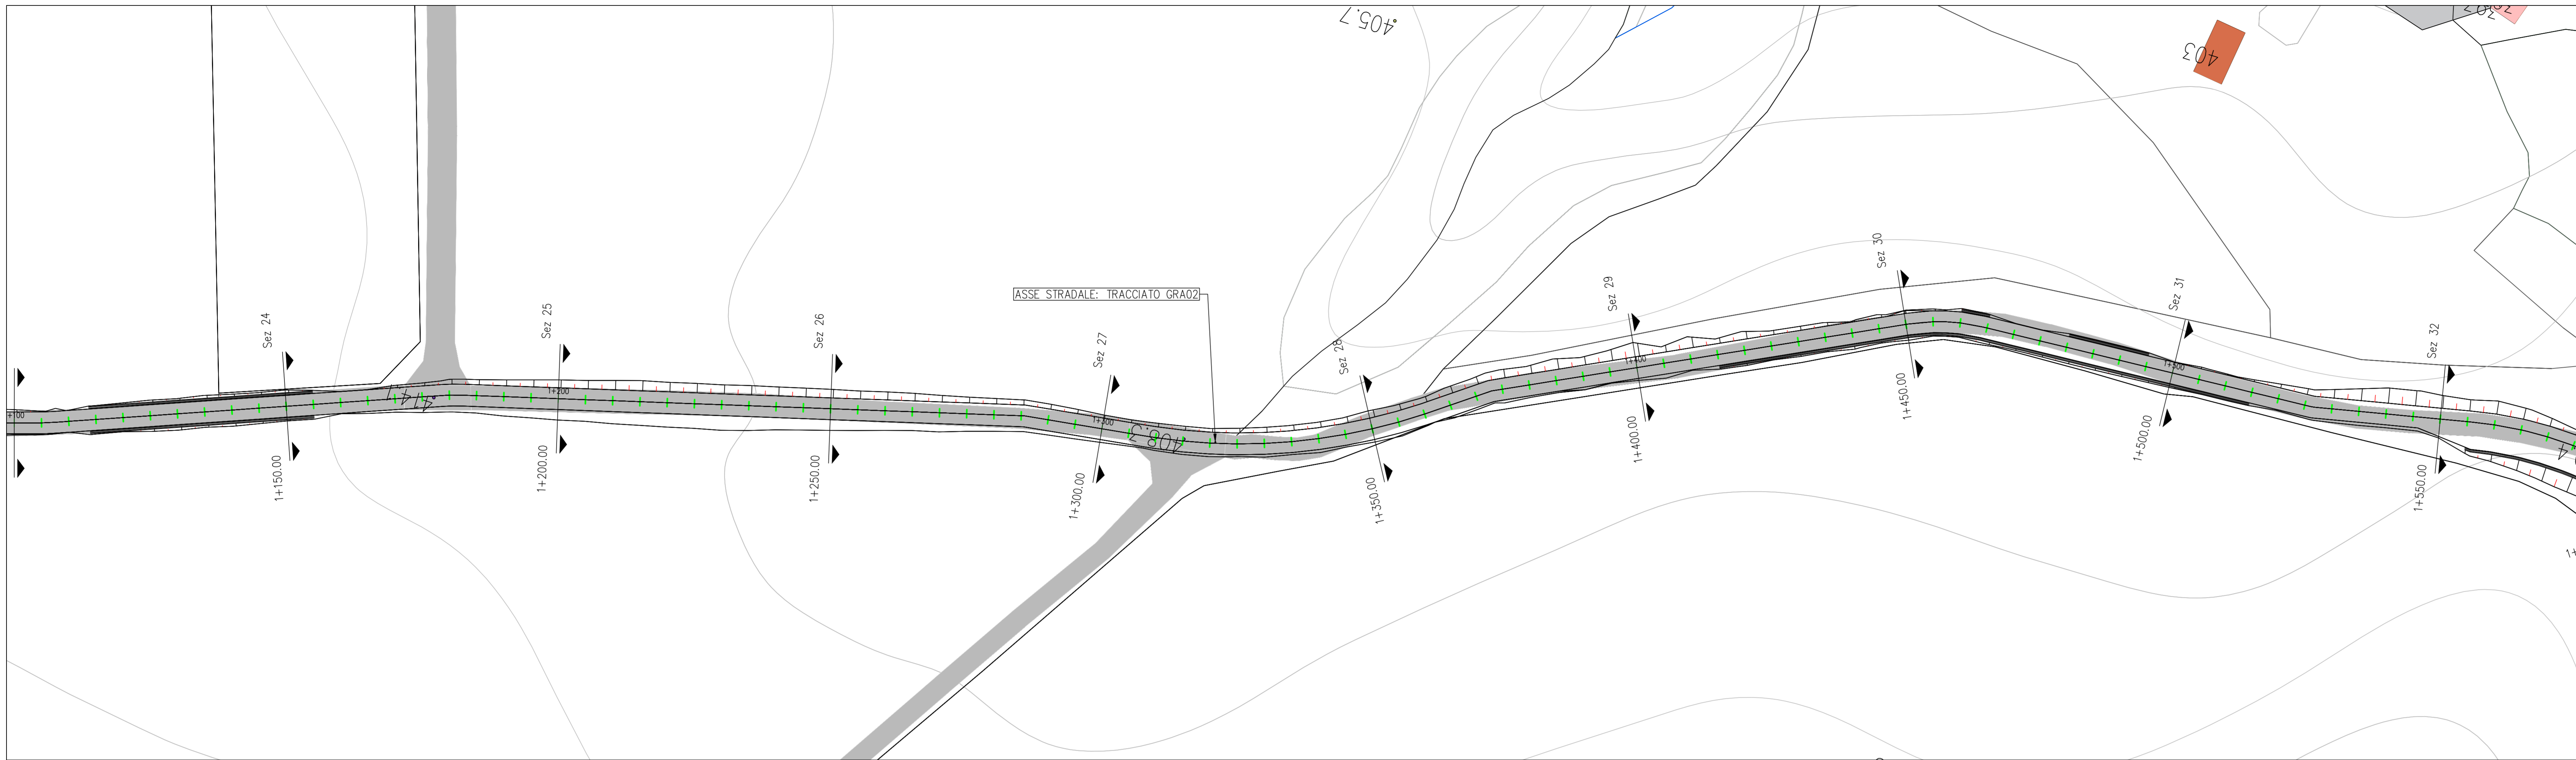 405.7
403
ASSE STRADALE: TRACCIATO GRA02
Sez 24
Sez 25
Sez 26
Sez 27
Sez 28
Sez 29
Sez 30
Sez 31
Sez 32
+100
1+200
1+300
1+400
1+500
408.3
1+150.00
1+200.00
1+250.00
1+300.00
1+350.00
1+400.00
1+450.00
1+500.00
1+550.00